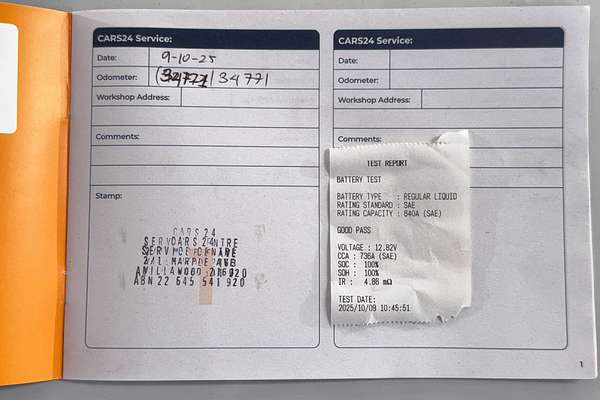 CARS24 Service:
Date: 9-10-25
Odometer: (34771) 34771
Workshop Address:
Comments:
Stamp:
CARS 24
ABN 22 645 541 920
CARS24 Service:
Date:
Odometer:
Workshop Address:
Comments:
TEST REPORT
BATTERY TEST
BATTERY TYPE : REGULAR LIQUID
RATING STANDARD : SAE
RATING CAPACITY : 840A (SAE)
GOOD PASS
VOLTAGE : 12.82V
CCA : 736A (SAE)
SOC : 100%
SOH : 100%
IR : 4.86 mΩ
TEST DATE:
2025/10/09 10:45:51
1